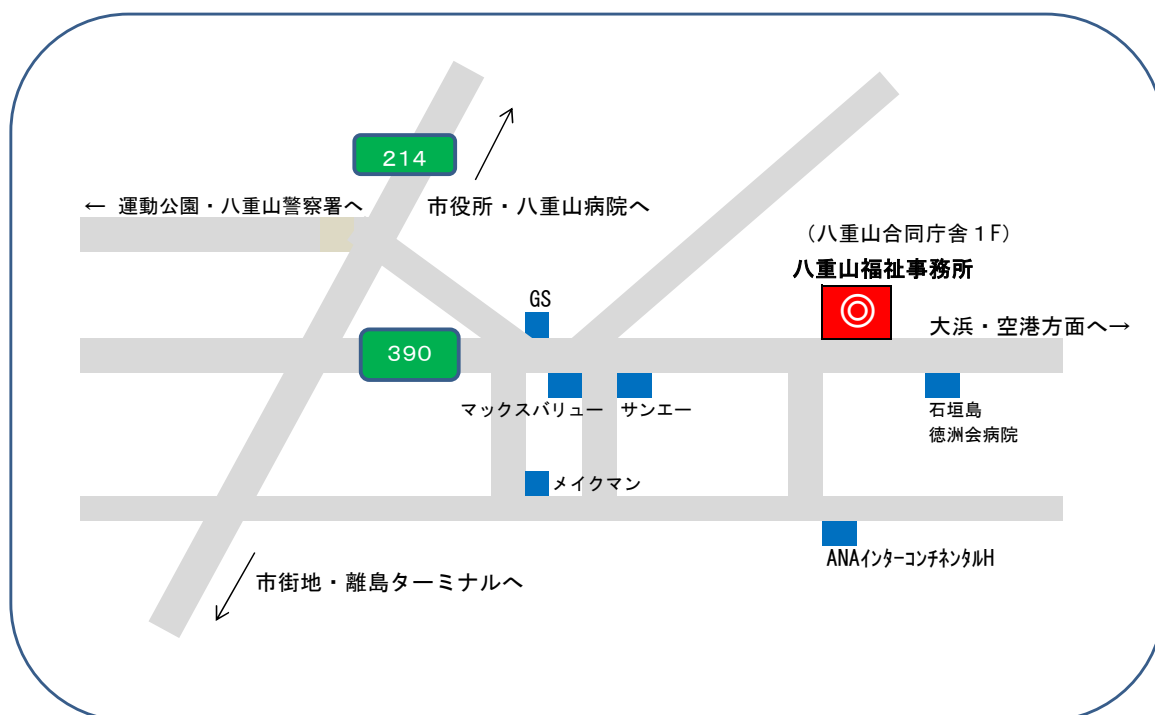 214
← 運動公園・八重山警察署へ
市役所・八重山病院へ
(八重山合同庁舎1F)
八重山福祉事務所
GS
大浜・空港方面へ→
390
マックスバリュー
サンエー
石垣島
徳洲会病院
メイクマン
ANAインターコンチネンタルH
市街地・離島ターミナルへ